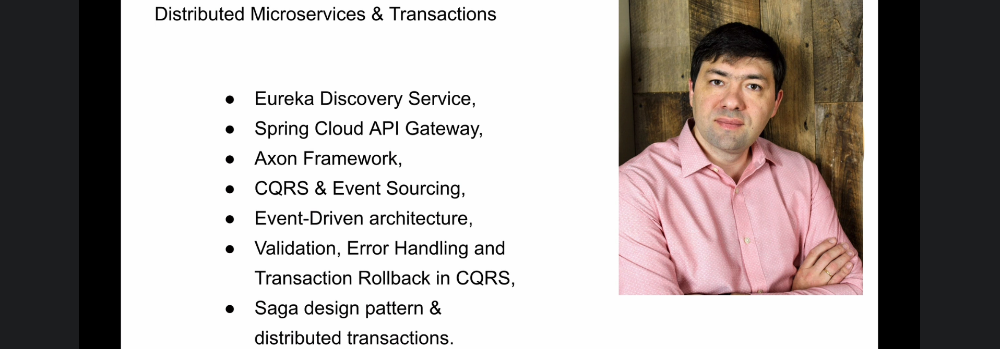 Distributed Microservices & Transactions
● Eureka Discovery Service,
● Spring Cloud API Gateway,
● Axon Framework,
● CQRS & Event Sourcing,
● Event-Driven architecture,
● Validation, Error Handling and
Transaction Rollback in CQRS,
● Saga design pattern &
distributed transactions.